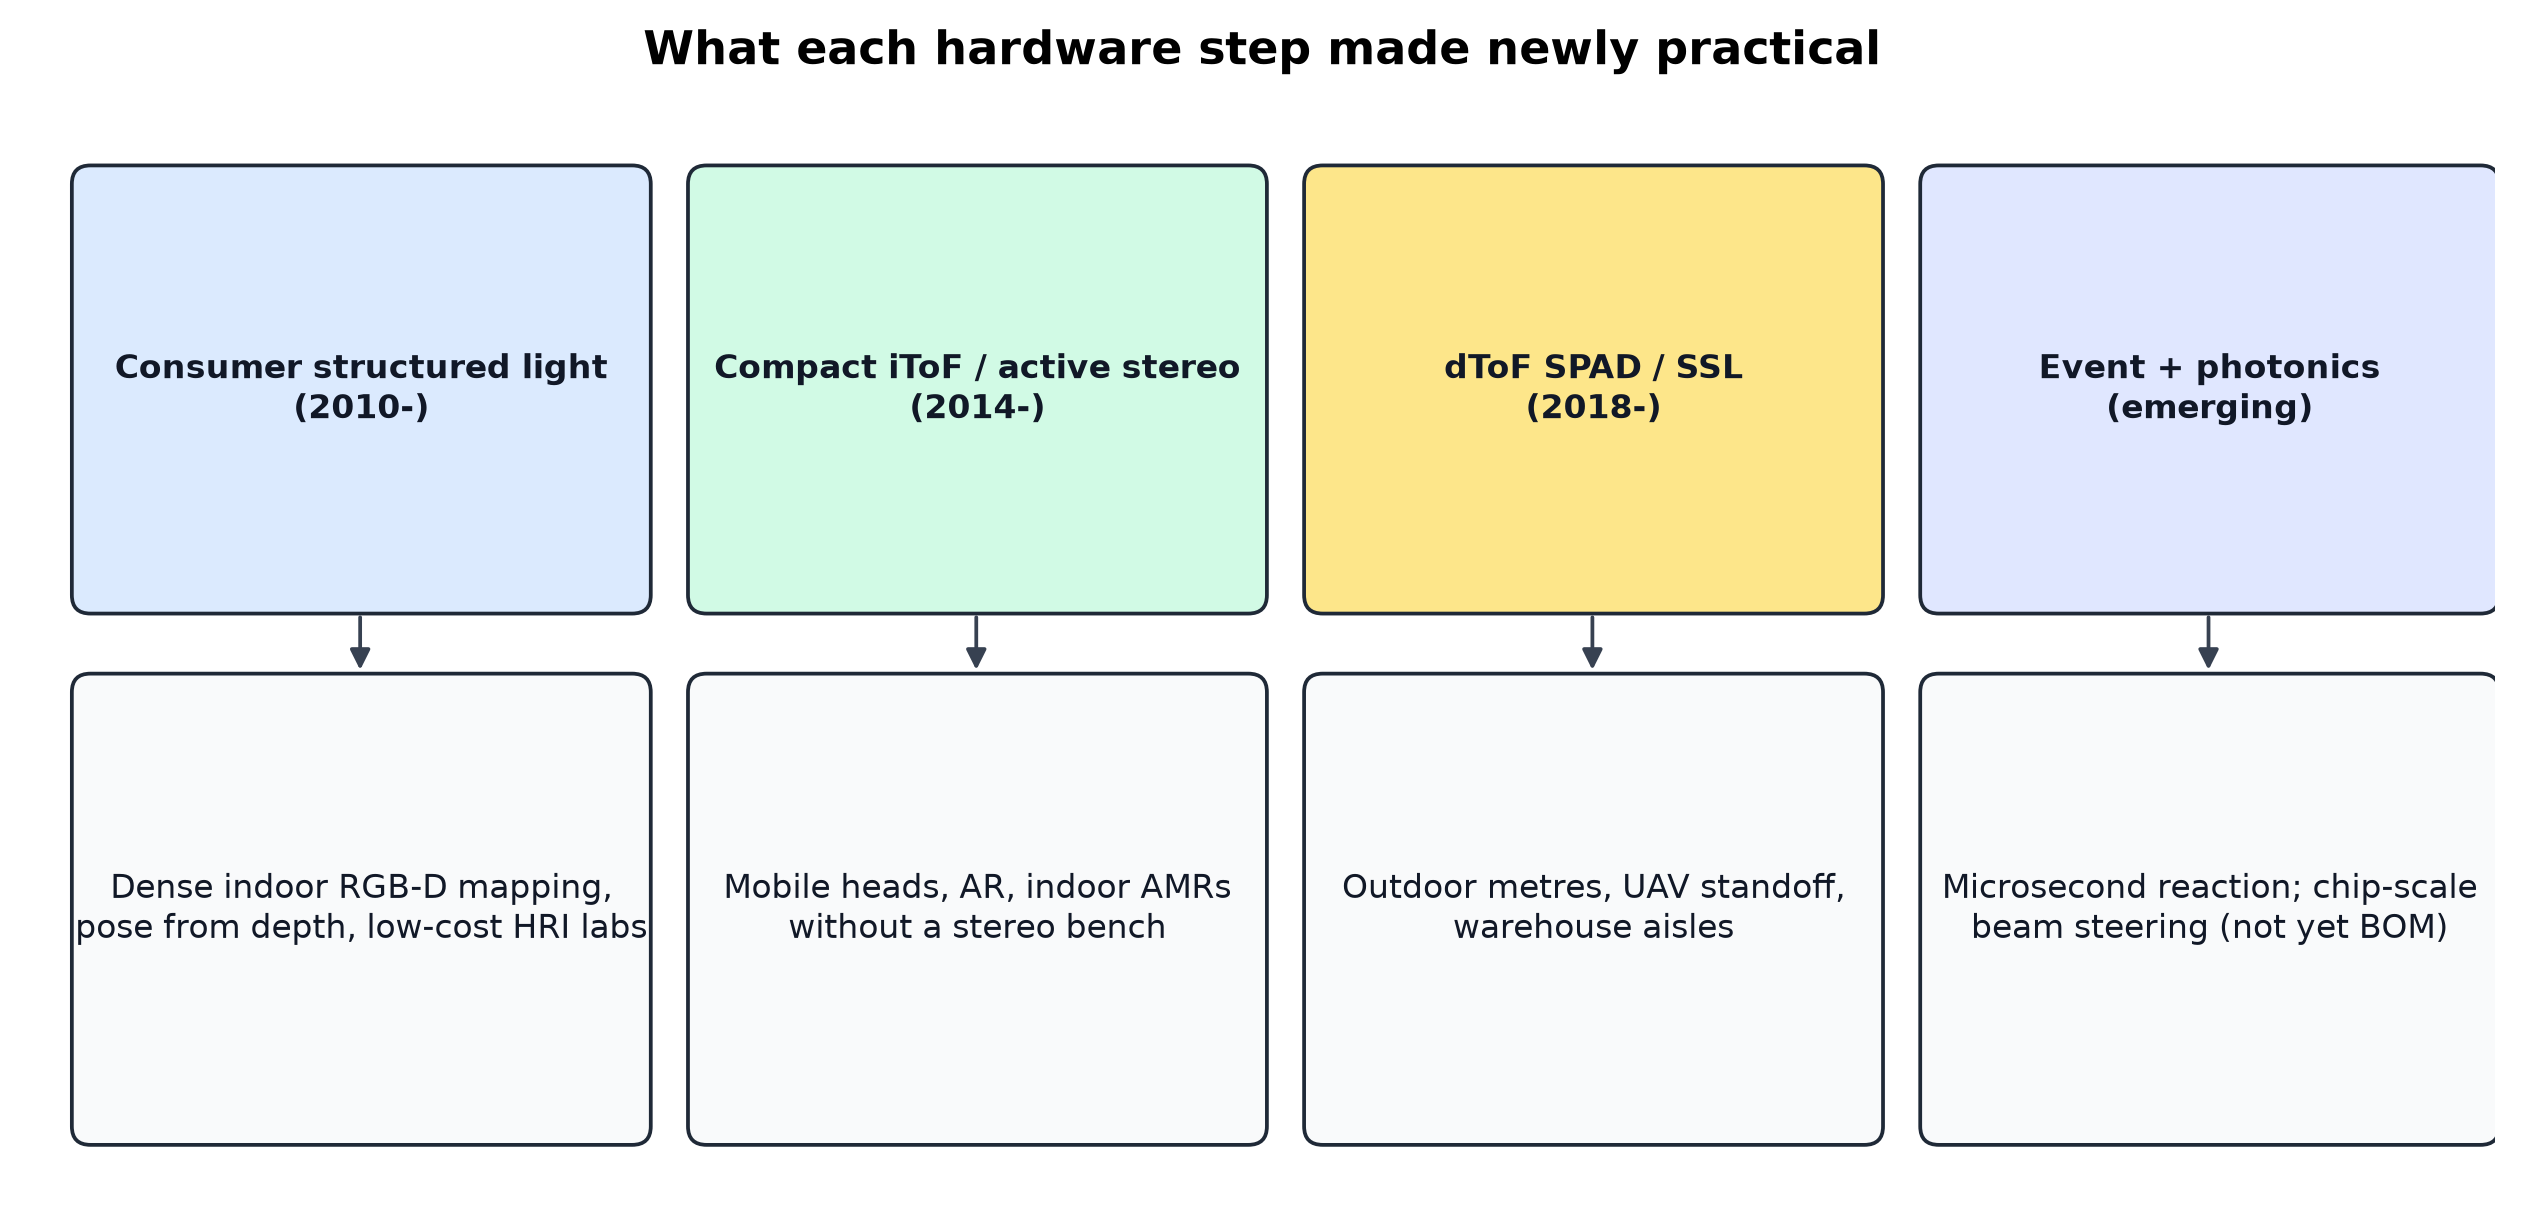 What each hardware step made newly practical
Consumer structured light
(2010-)
Compact iToF / active stereo
(2014-)
dToF SPAD / SSL
(2018-)
Event + photonics
(emerging)
Dense indoor RGB-D mapping,
pose from depth, low-cost HRI labs
Mobile heads, AR, indoor AMRs
without a stereo bench
Outdoor metres, UAV standoff,
warehouse aisles
Microsecond reaction; chip-scale
beam steering (not yet BOM)